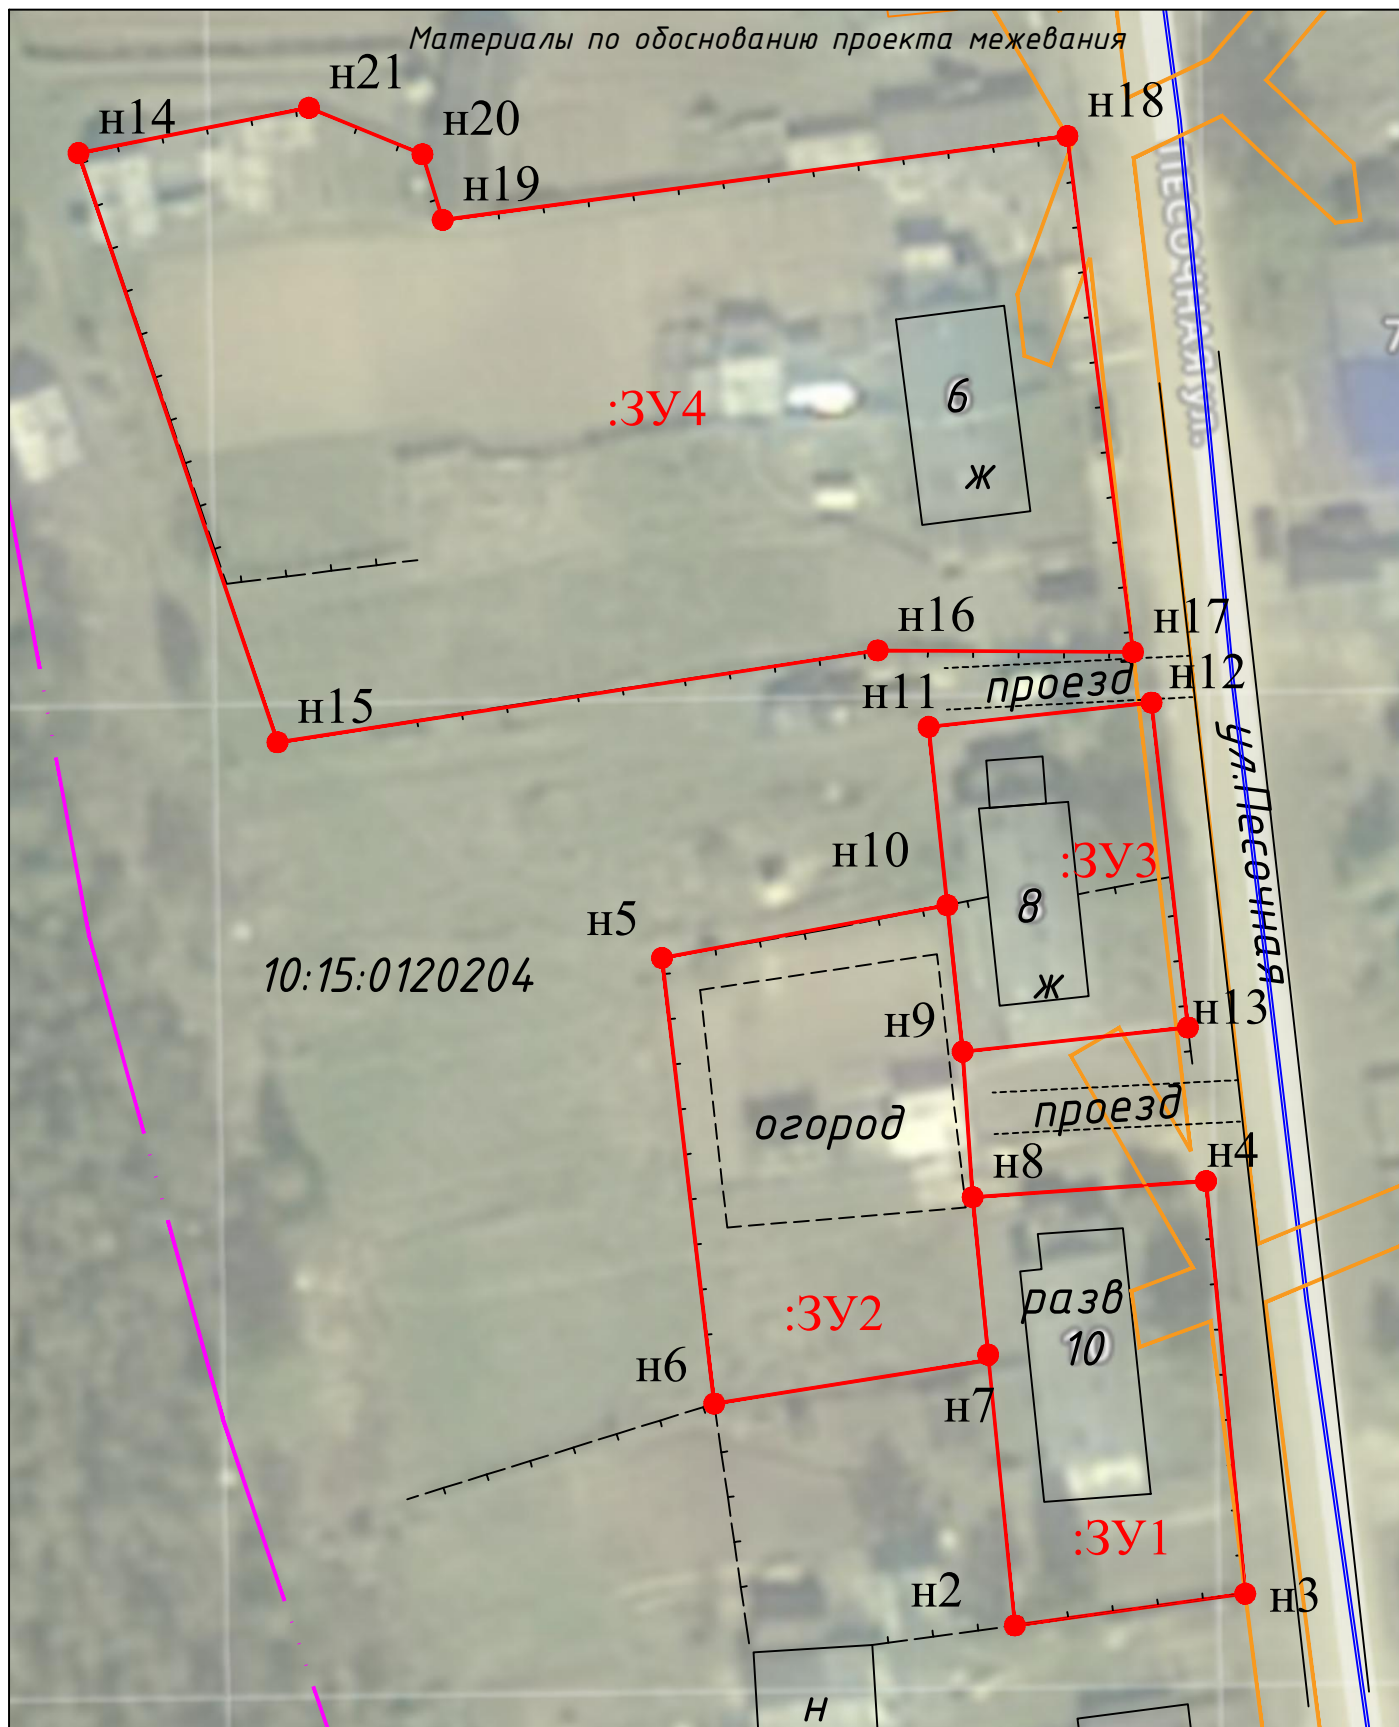 Материалы по обоснованию проекта межевания
н21
н14
н20
н18
н19
ПЕСОЧНАЯ ул.
7
6
:ЗУ4
ж
н16
н17
н12
проезд
н11
н15
ул.Песочная
н10
:ЗУ3
8
н5
10:15:0120204
ж
н9
н13
проезд
огород
н4
н8
разв
:ЗУ2
10
н6
н7
:ЗУ1
н2
н3
н